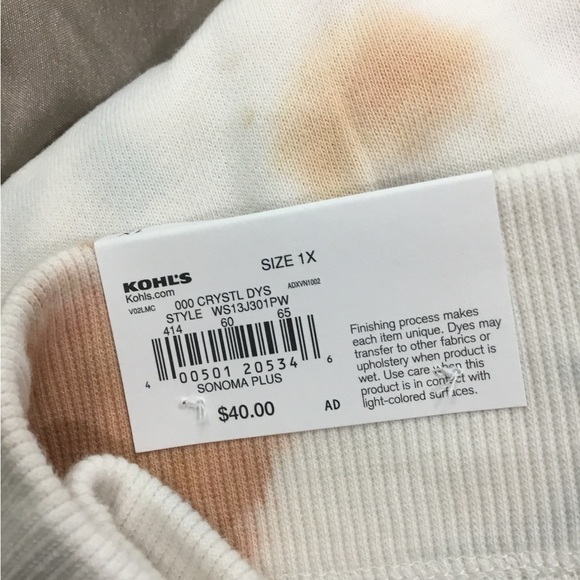 SIZE 1X
KOHL'S
Kohls.com
V02LMC 000 CRYSTL DYS ADXVN1002
STYLE WS13J301PW
414 60 65
4 00501 20534 6
SONOMA PLUS
$40.00 AD
Finishing process makes
each item unique. Dyes may
transfer to other fabrics or
upholstery when product is
wet. Use care when this
product is in contact with
light-colored surfaces.